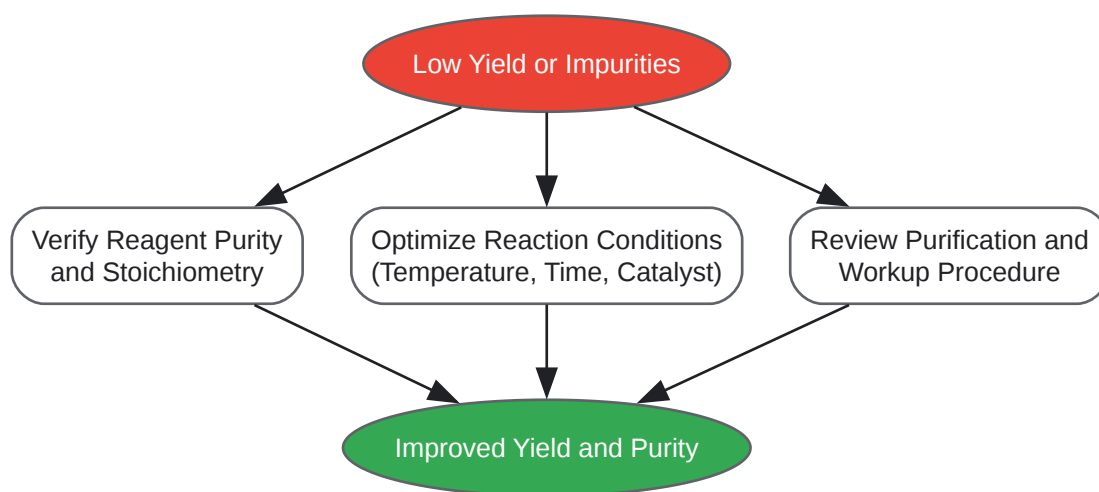 Low Yield or Impurities
Verify Reagent Purity
and Stoichiometry
Optimize Reaction Conditions
(Temperature, Time, Catalyst)
Review Purification and
Workup Procedure
Improved Yield and Purity